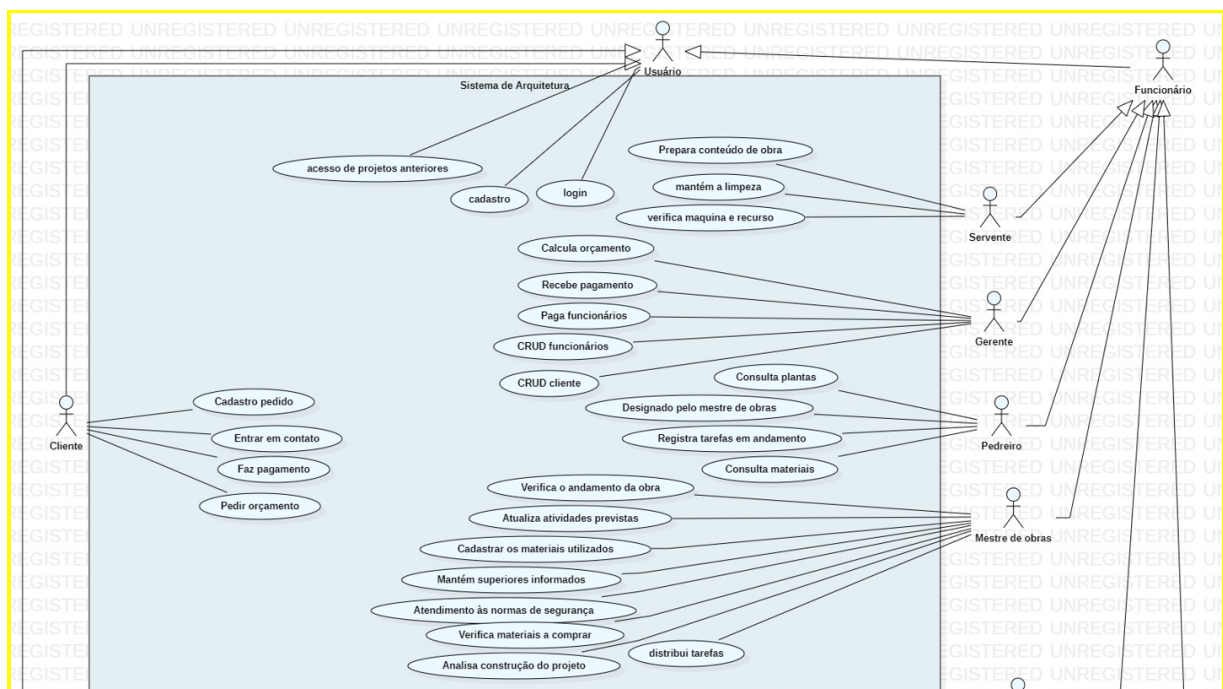 UNREGISTERED UNREGISTERED UNREGISTERED
Usuário
Funcionário
Sistema de Arquitetura
acesso de projetos anteriores
cadastro
login
Prepara conteúdo de obra
mantém a limpeza
verifica maquina e recurso
Servente
Calcula orçamento
Recebe pagamento
Paga funcionários
CRUD funcionários
CRUD cliente
Gerente
Consulta plantas
Designado pelo mestre de obras
Registra tarefas em andamento
Consulta materiais
Pedreiro
Cadastro pedido
Entrar em contato
Faz pagamento
Pedir orçamento
Cliente
Verifica o andamento da obra
Atualiza atividades previstas
Cadastrar os materiais utilizados
Mantém superiores informados
Atendimento às normas de segurança
Verifica materiais a comprar
Analisa construção do projeto
distribui tarefas
Mestre de obras